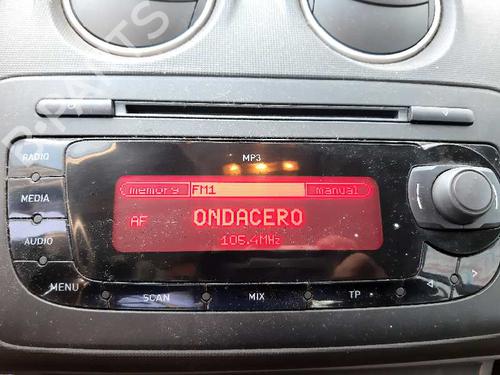 MP3
RADIO
memory FM1 manual
MEDIA
AF ONDACERO
105.4MHz
AUDIO
MENU SCAN MIX TP < >